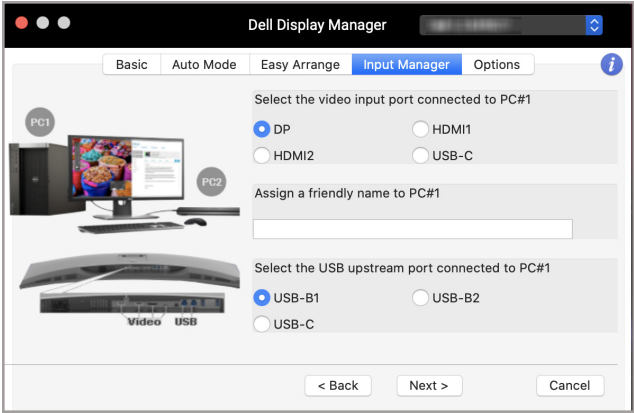 Dell Display Manager
Basic Auto Mode Easy Arrange Input Manager Options i
Select the video input port connected to PC#1
PC1
DP HDMI1
HDMI2 USB-C
PC2
Assign a friendly name to PC#1
Select the USB upstream port connected to PC#1
USB-B1 USB-B2
Video USB
USB-C
< Back Next > Cancel